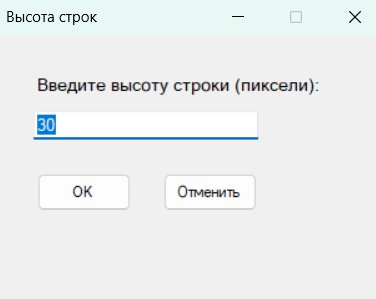 Высота строк
Введите высоту строки (пиксели):
30
OK
Отменить